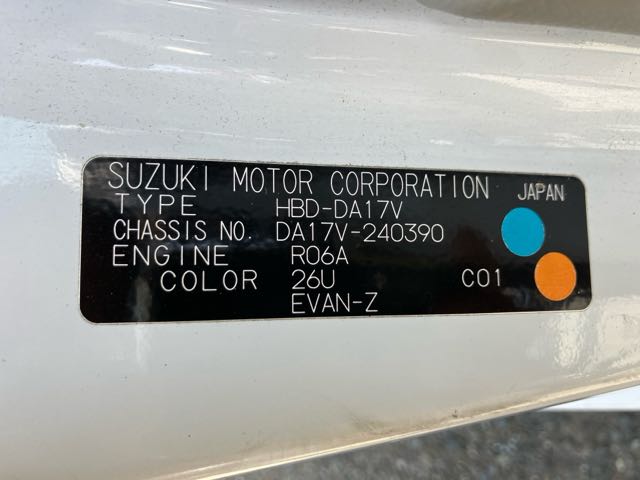 SUZUKI MOTOR CORPORATION JAPAN
TYPE HBD-DA17V
CHASSIS NO. DA17V-240390
ENGINE R06A
COLOR 26U C01
EVAN-Z